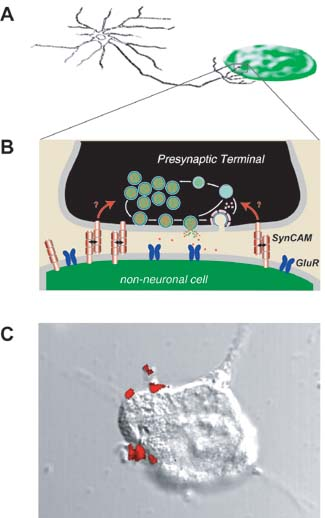 A
B
Presynaptic Terminal
? ?
SynCAM
GluR
non-neuronal cell
C